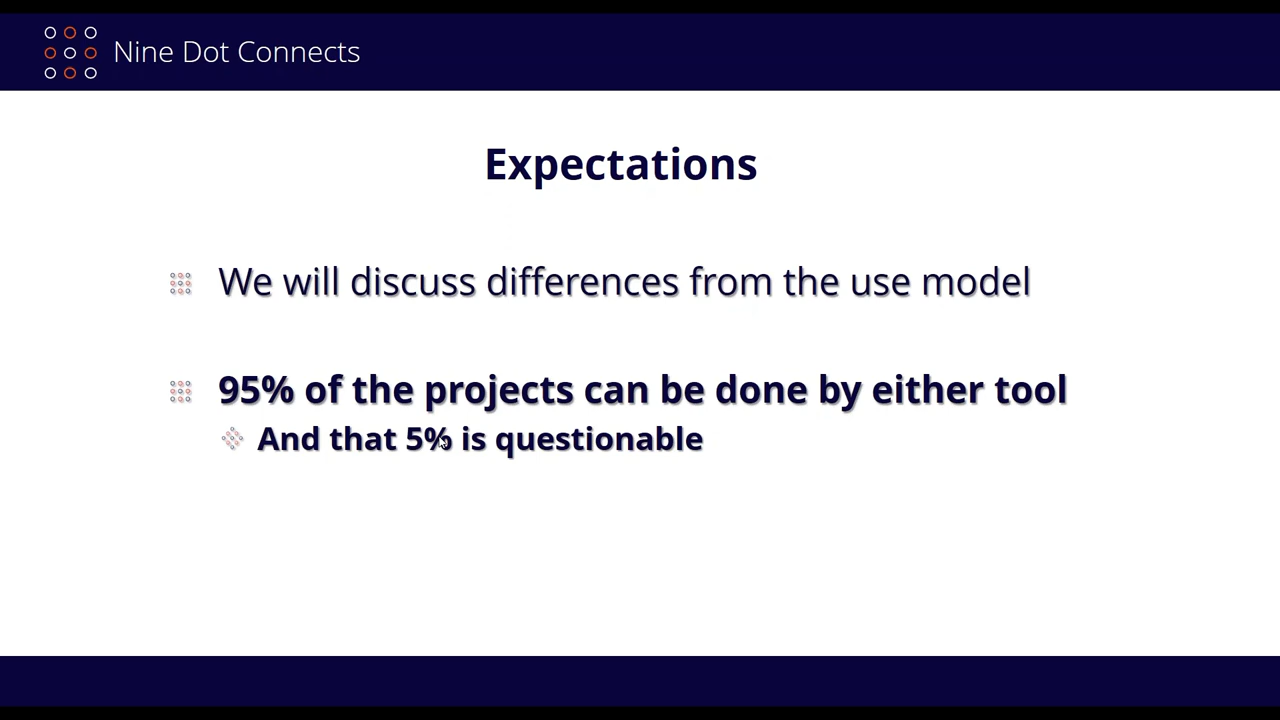 Nine Dot Connects
Expectations
We will discuss differences from the use model
95% of the projects can be done by either tool
And that 5% is questionable